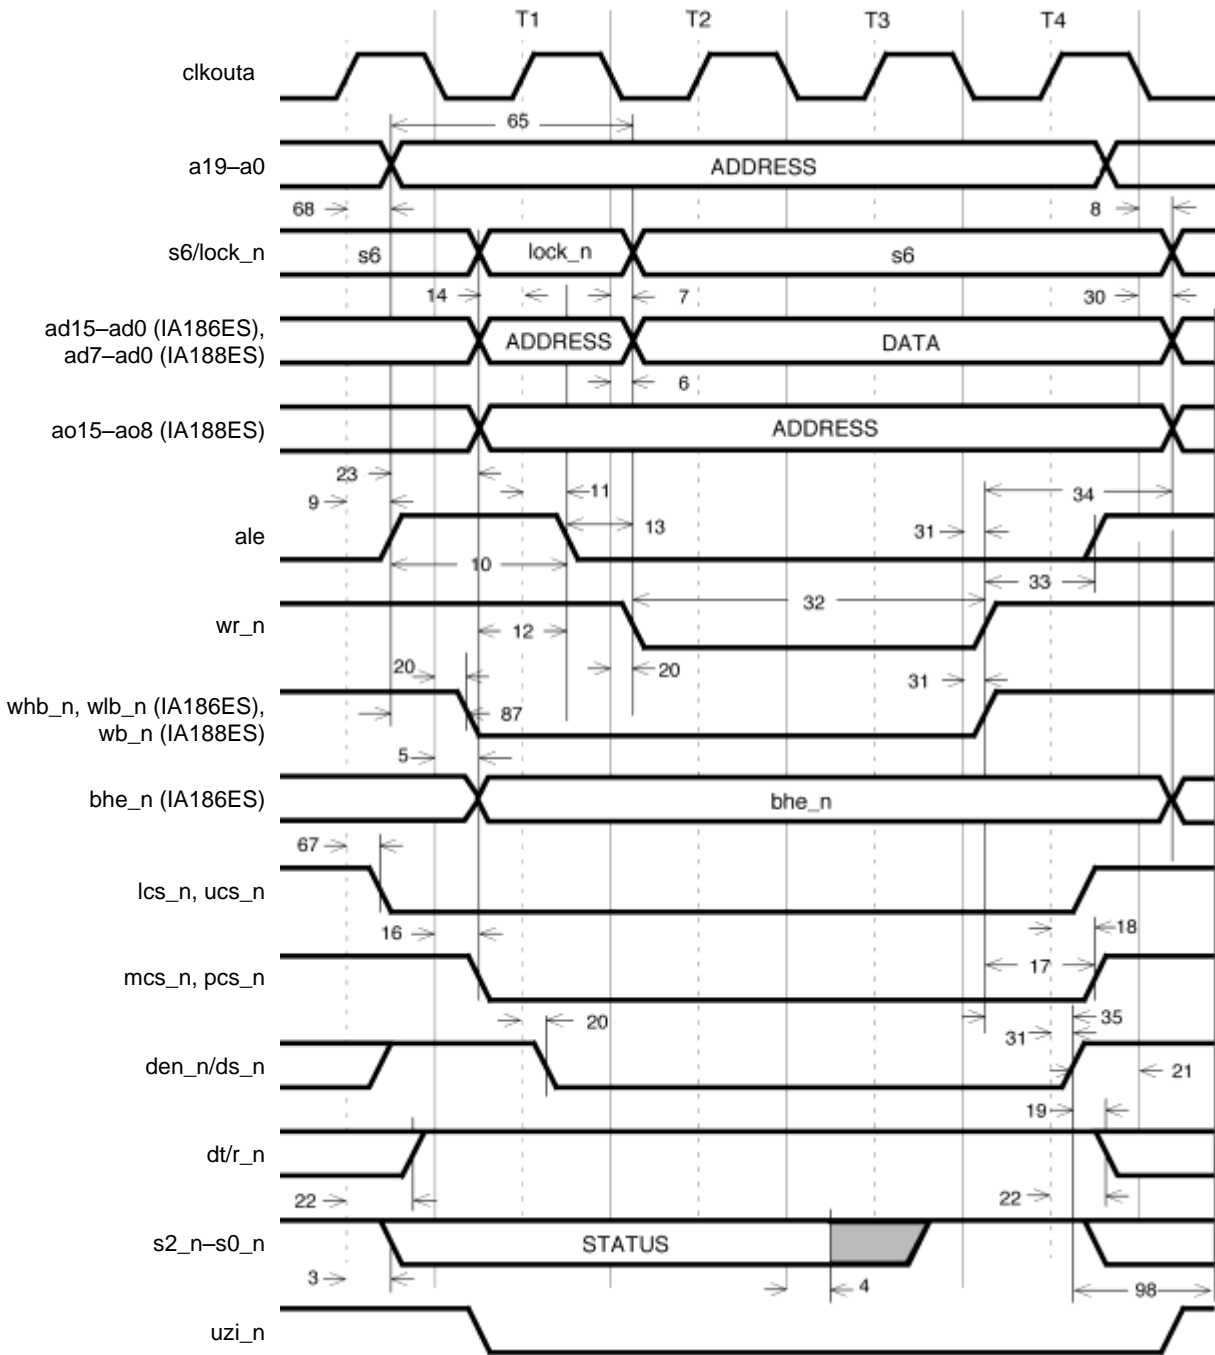 T1 T2 T3 T4
clkouta
65
a19–a0 ADDRESS
68 8
s6/lock_n s6 lock_n s6
14 7 30
ad15–ad0 (IA186ES),
ad7–ad0 (IA188ES) ADDRESS DATA
6
ao15–ao8 (IA188ES) ADDRESS
23
9 11 34
ale 13 31
10 33
32
wr_n 12
20 20 31
whb_n, wlb_n (IA186ES),
wb_n (IA188ES) 87
5
bhe_n (IA186ES) bhe_n
67
lcs_n, ucs_n
16 18
mcs_n, pcs_n 17
20 35
31
den_n/ds_n 21
19
dt/r_n
22 22
s2_n–s0_n STATUS
3 4 98
uzi_n